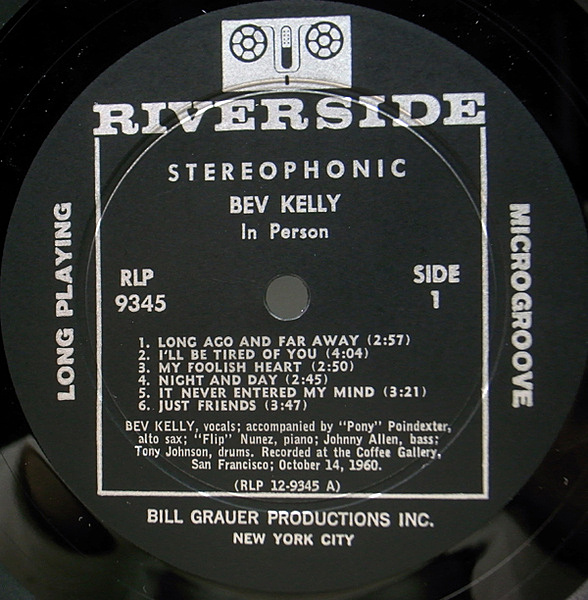 RIVERSIDE
STEREOPHONIC
BEV KELLY
In Person
LONG PLAYING
MICROGROOVE
RLP
9345
SIDE
1
1. LONG AGO AND FAR AWAY (2:57)
2. I'LL BE TIRED OF YOU (4:04)
3. MY FOOLISH HEART (2:50)
4. NIGHT AND DAY (2:45)
5. IT NEVER ENTERED MY MIND (3:21)
6. JUST FRIENDS (3:47)
BEV KELLY, vocals; accompanied by "Pony" Poindexter,
alto sax; "Flip" Nunez, piano; Johnny Allen, bass;
Tony Johnson, drums. Recorded at the Coffee Gallery,
San Francisco; October 14, 1960.
(RLP 12-9345 A)
BILL GRAUER PRODUCTIONS INC.
NEW YORK CITY